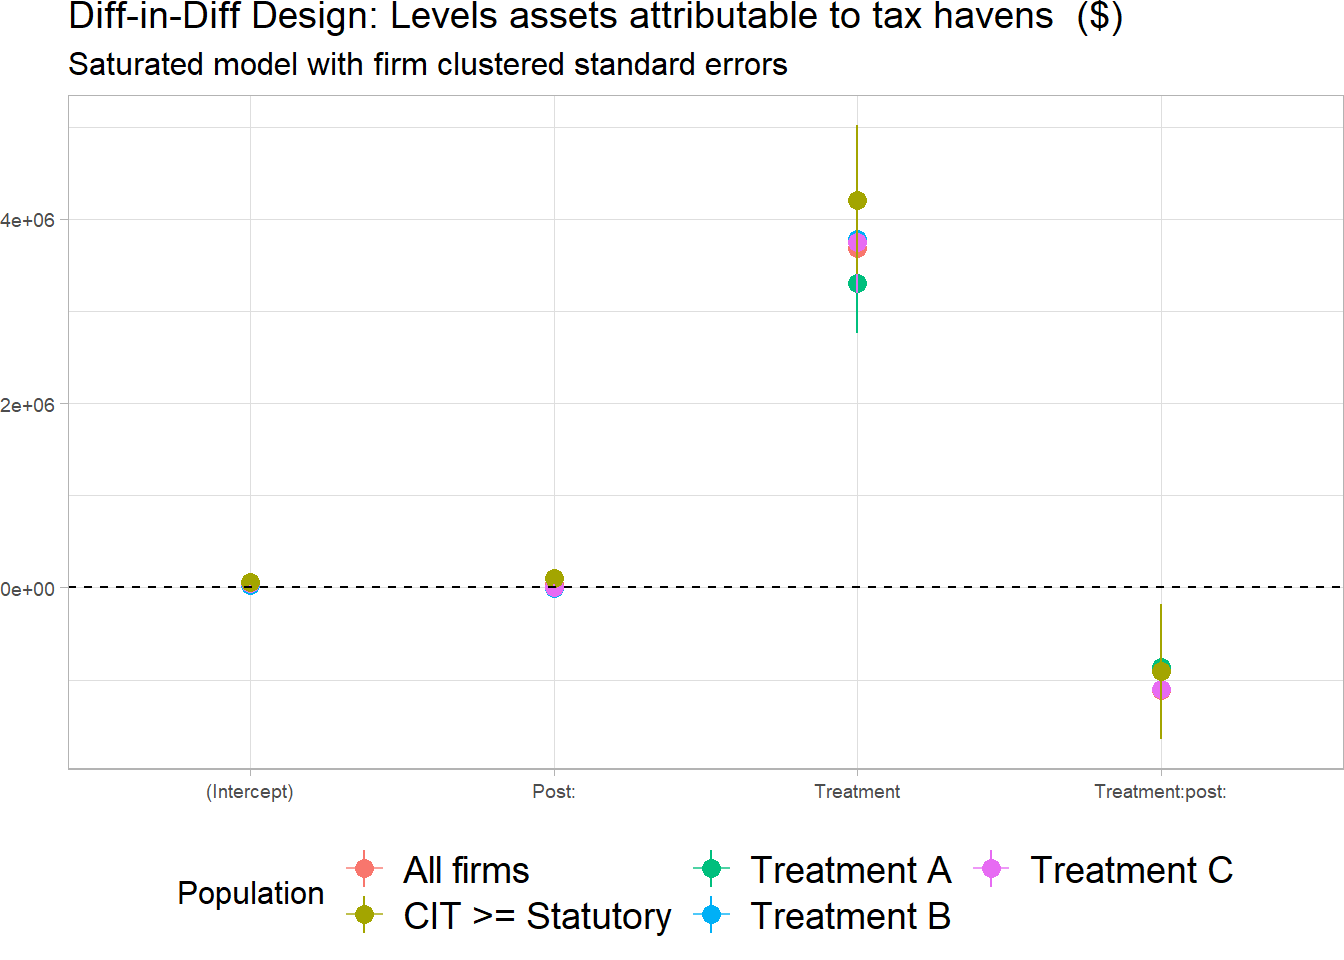 Diff-in-Diff Design: Levels assets attributable to tax havens  ($)
Saturated model with firm clustered standard errors
4e+06
2e+06
0e+00
(Intercept) Post: Treatment Treatment:post:
Population
All firms Treatment A Treatment C
CIT >= Statutory Treatment B